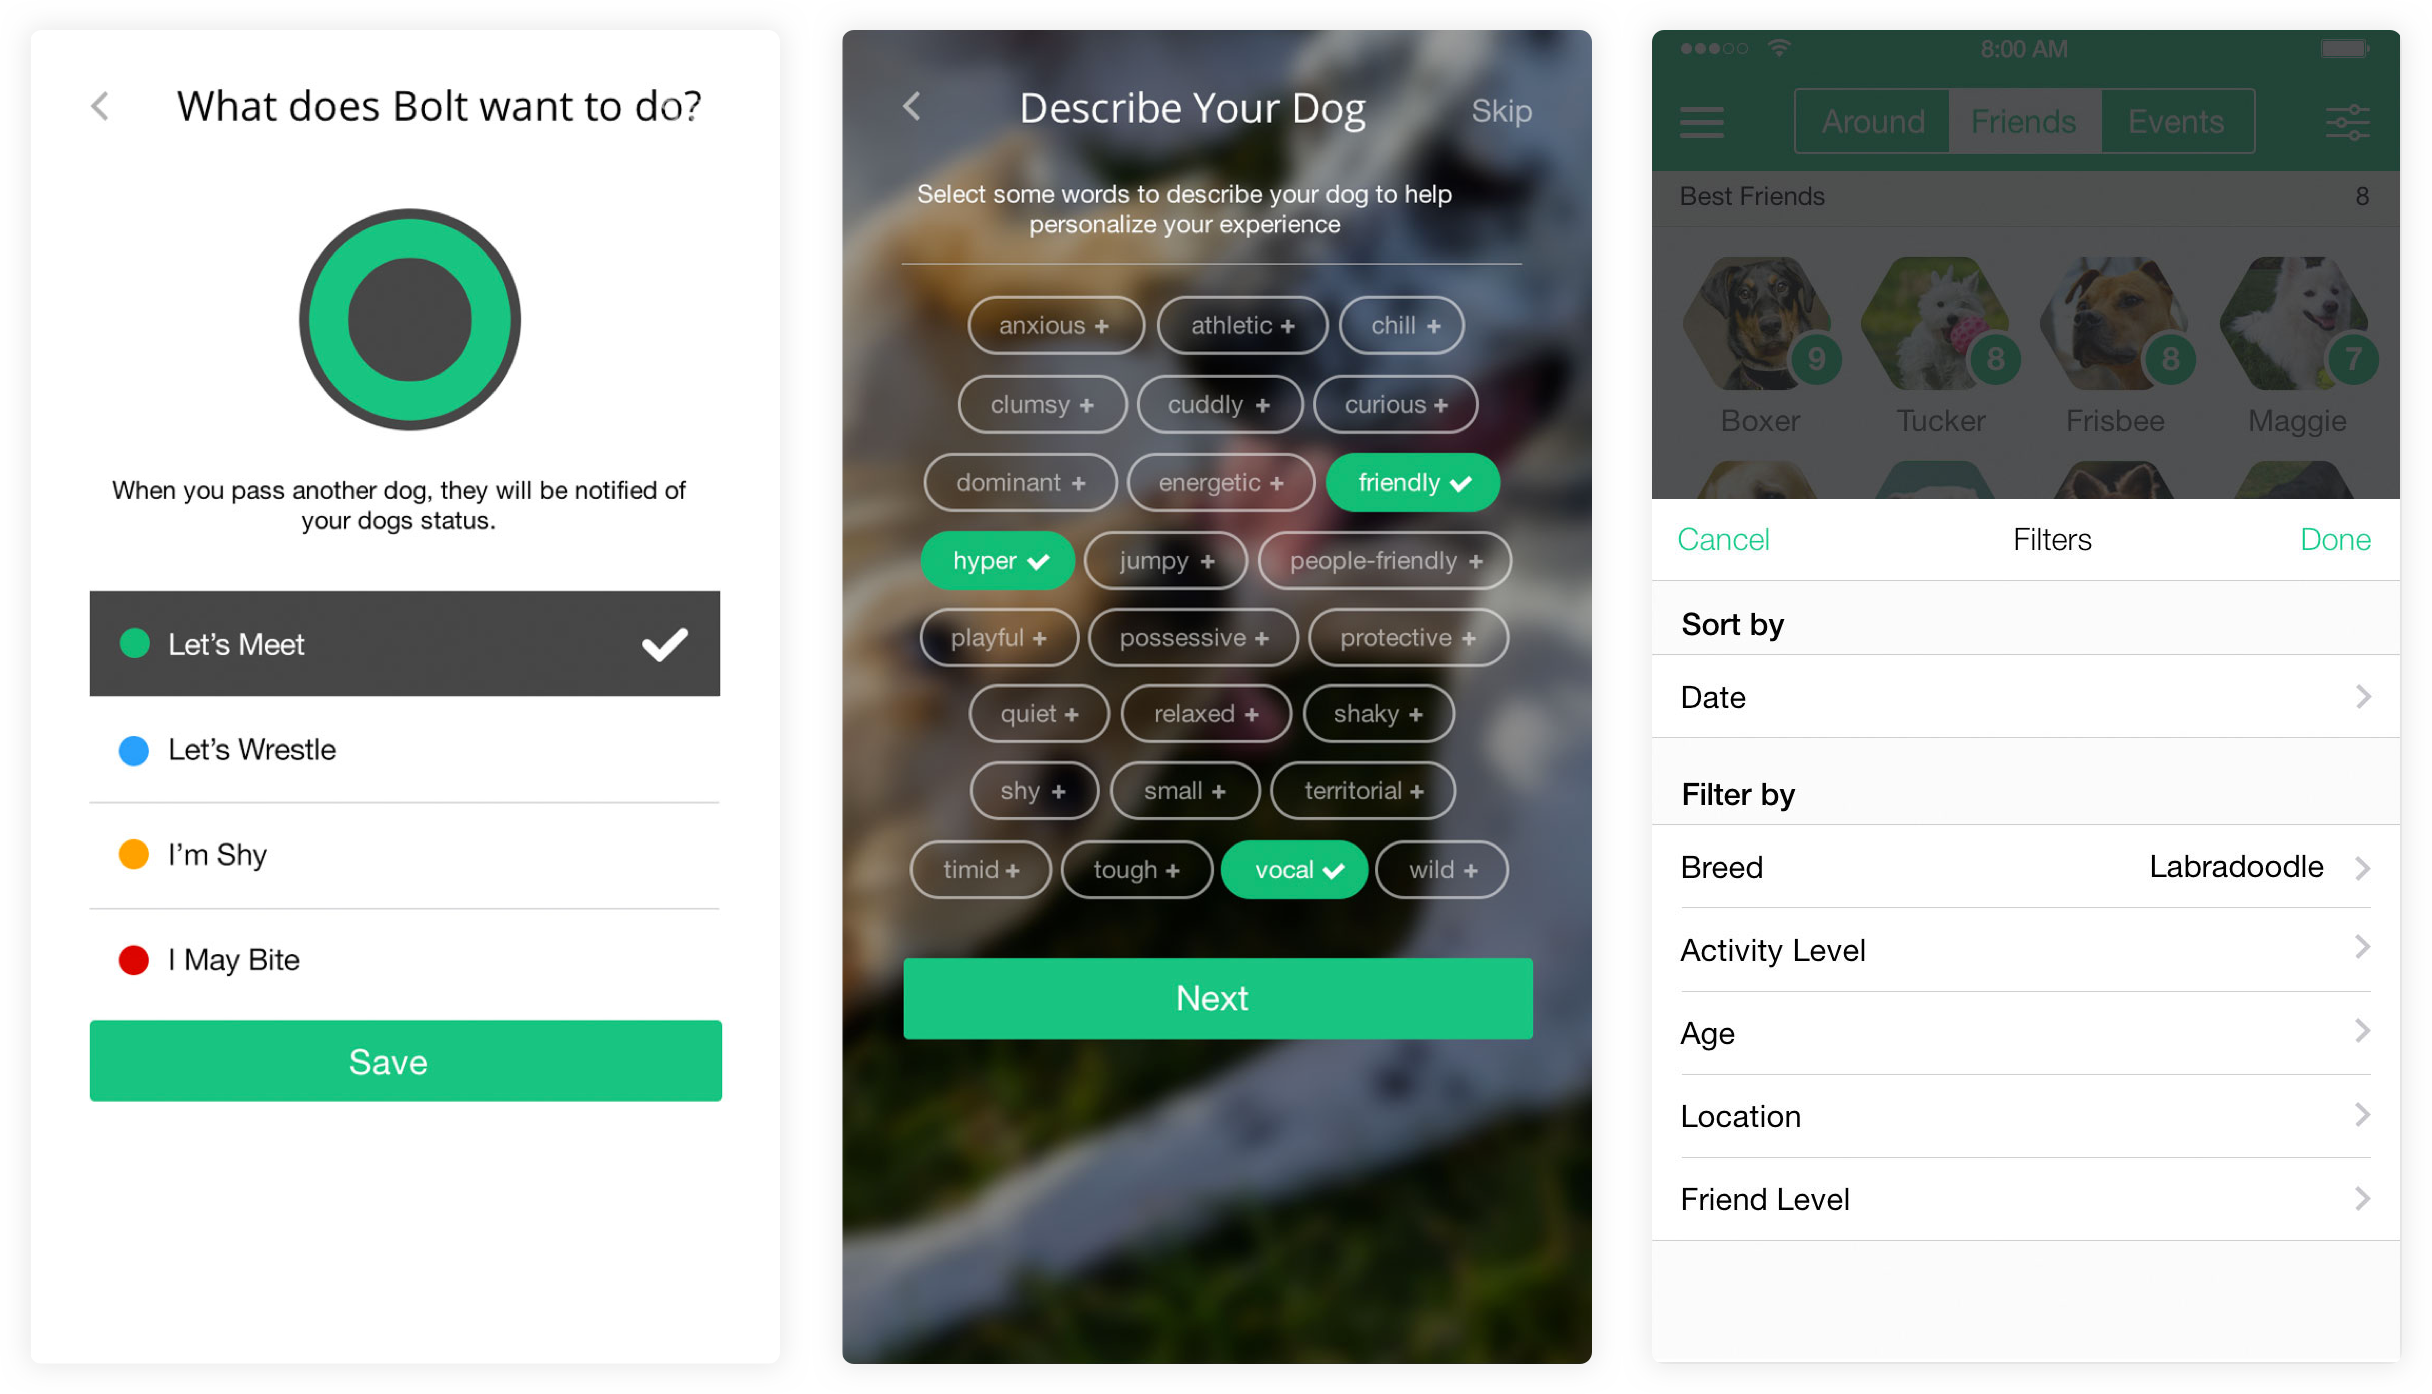 What does Bolt want to do?
When you pass another dog, they will be notified of
your dogs status.
Let’s Meet
Let’s Wrestle
I’m Shy
I May Bite
Save
Describe Your Dog
Skip
Select some words to describe your dog to help
personalize your experience
anxious + athletic + chill +
clumsy + cuddly + curious +
dominant + energetic + friendly
hyper jumpy + people-friendly +
playful + possessive + protective +
quiet + relaxed + shaky +
shy + small + territorial +
timid + tough + vocal wild +
Next
8:00 AM
Around Friends Events
Best Friends 8
9 8 8 7
Boxer Tucker Frisbee Maggie
Cancel Filters Done
Sort by
Date
Filter by
Breed Labradoodle
Activity Level
Age
Location
Friend Level